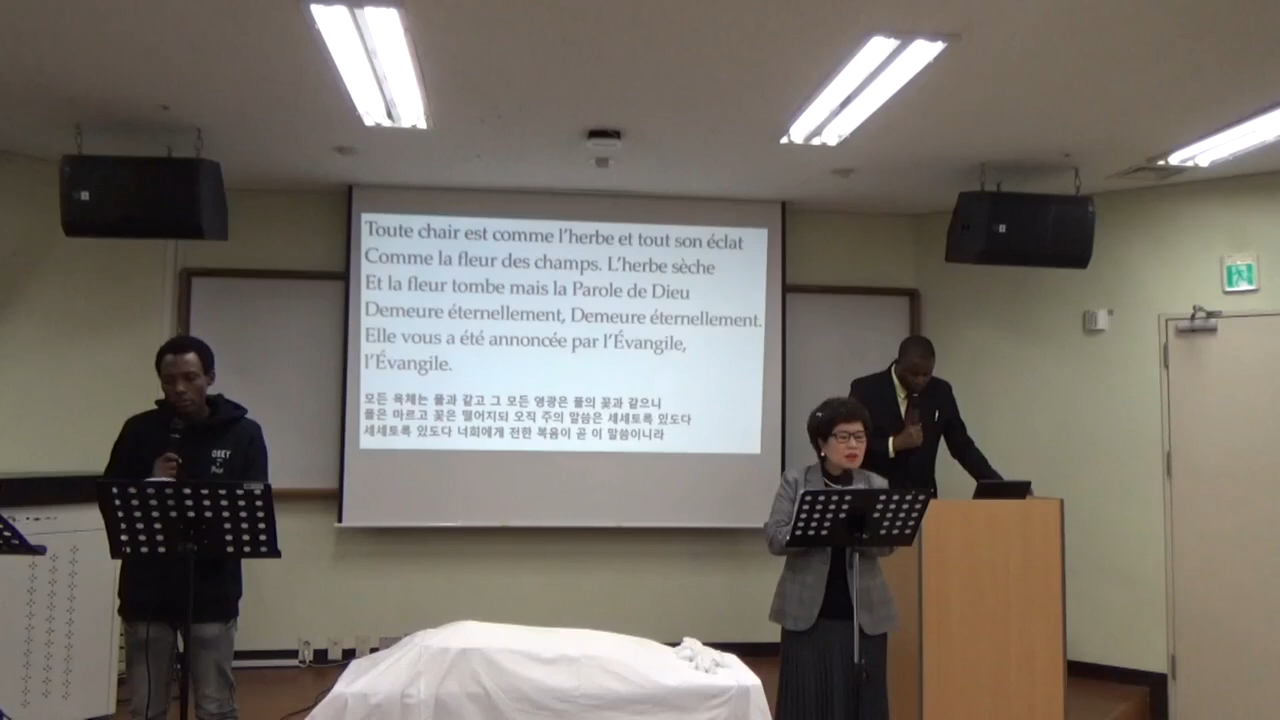 Toute chair est comme l'herbe et tout son éclat
Comme la fleur des champs. L'herbe sèche
Et la fleur tombe mais la Parole de Dieu
Demeure éternellement, Demeure éternellement.
Elle vous a été annoncée par l'Évangile,
l'Évangile.
모든 육체는 풀과 같고 그 모든 영광은 풀의 꽃과 같으니
풀은 마르고 꽃은 떨어지되 오직 주의 말씀은 세세토록 있도다
세세토록 있도다 너희에게 전한 복음이 곧 이 말씀이니라
OBEY